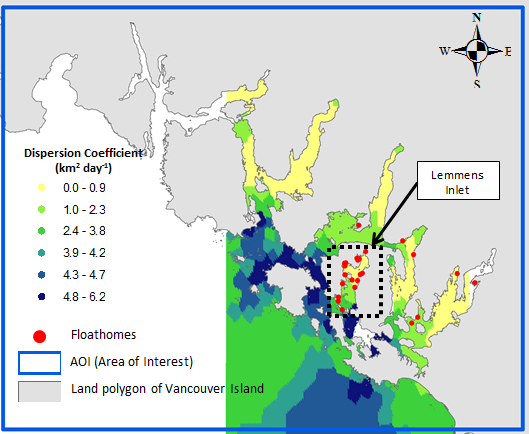 N
W
E
S
Dispersion Coefficient
(km² day⁻¹)
0.0 - 0.9
1.0 - 2.3
2.4 - 3.8
3.9 - 4.2
4.3 - 4.7
4.8 - 6.2
Lemmens
Inlet
Floathomes
AOI (Area of Interest)
Land polygon of Vancouver Island